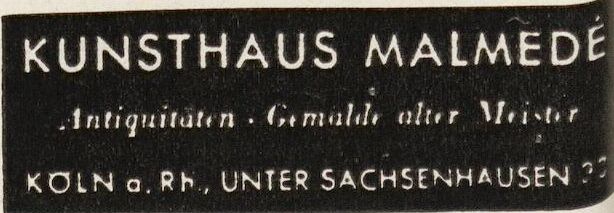 KUNSTHAUS MALMEDÉ
Antiquitäten · Gemälde alter Meister
KÖLN a. Rh., UNTER SACHSENHAUSEN